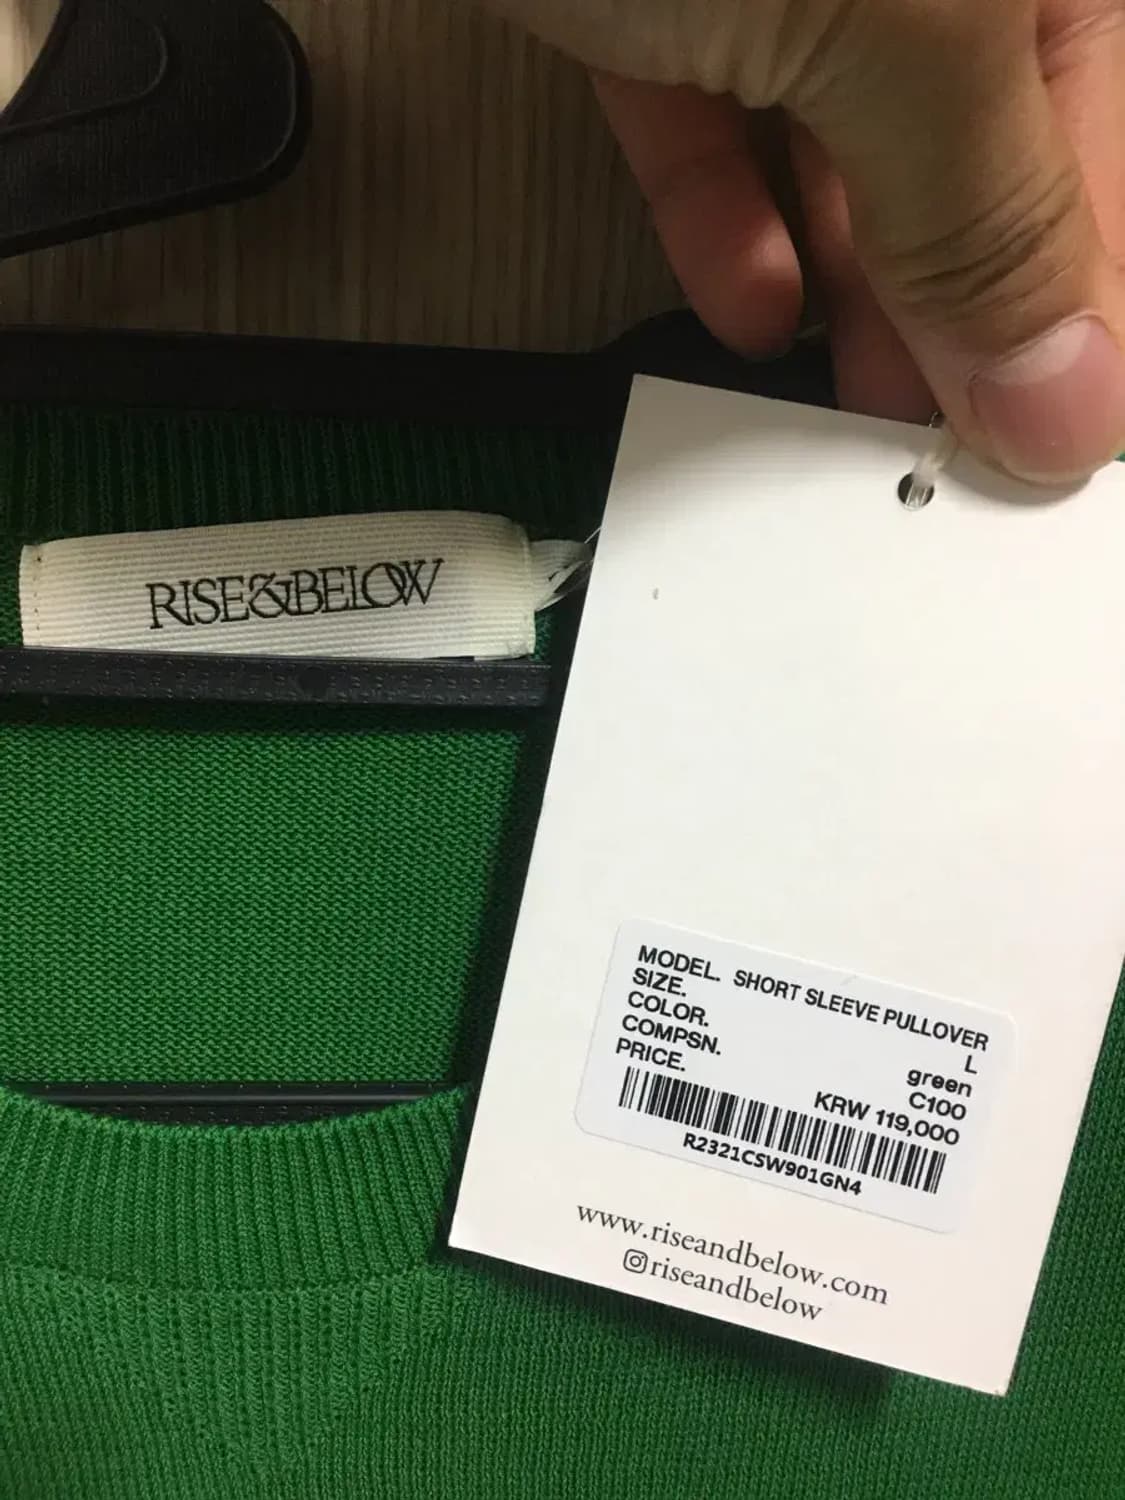 RISE&BELOW
MODEL. SHORT SLEEVE PULLOVER
SIZE. L
COLOR. green
COMPSN. C100
PRICE. KRW 119,000
R2321CSW901GN4
www.riseandbelow.com
riseandbelow